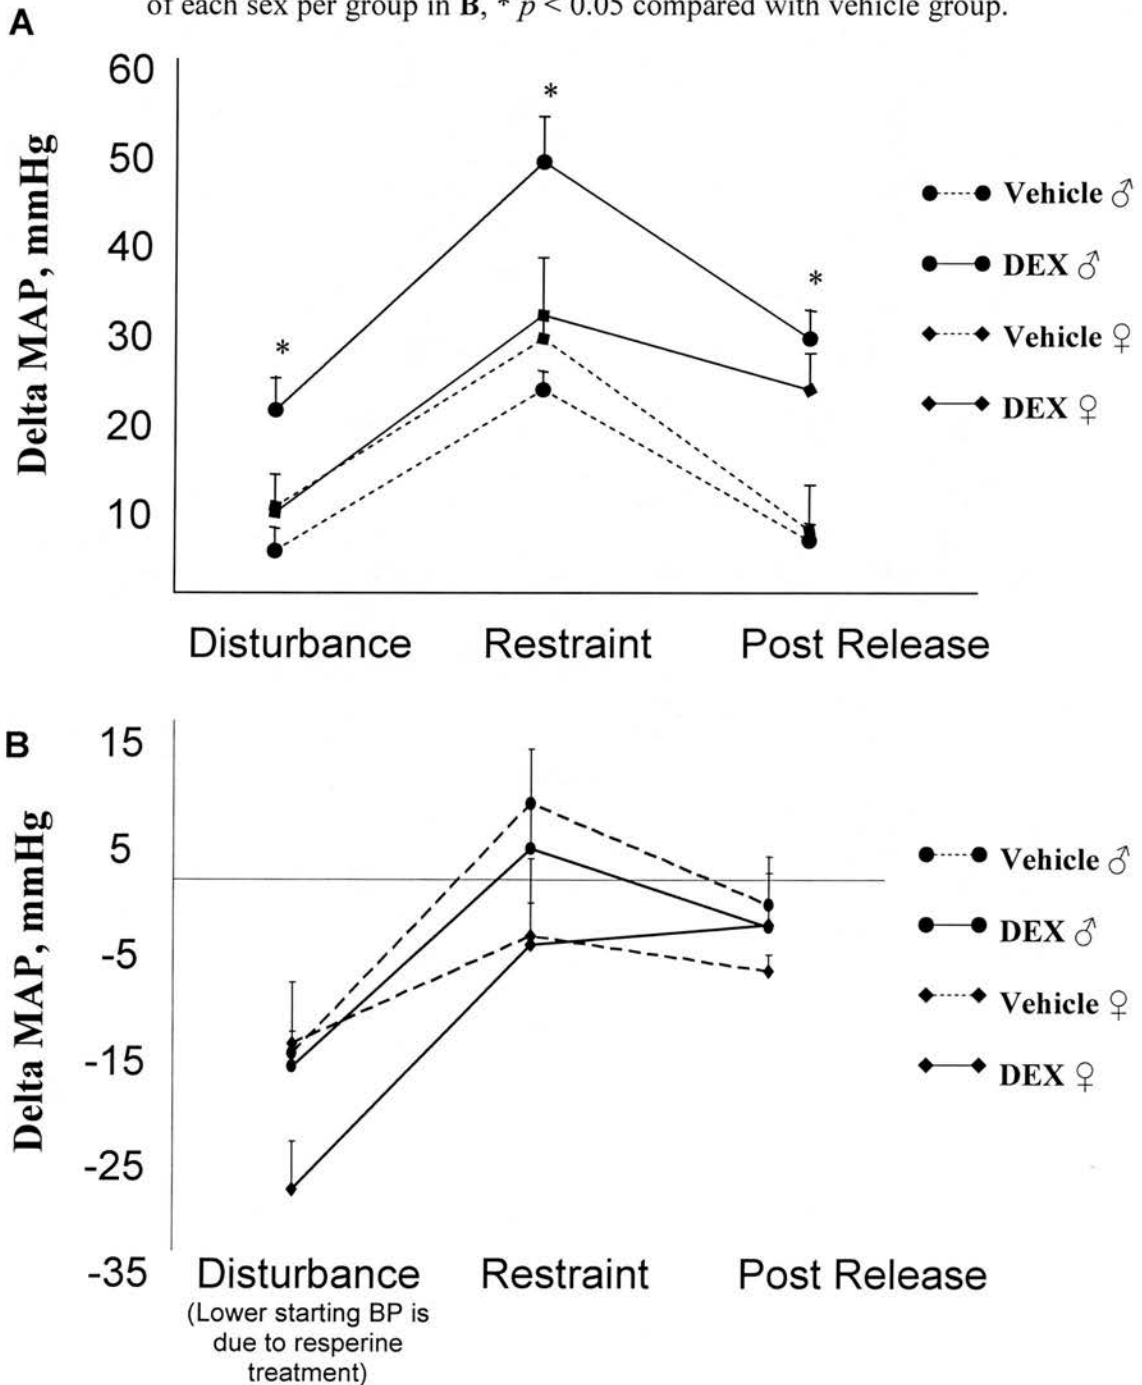 of each sex per group in B, * p < 0.05 compared with vehicle group.
A
60
50
40
30
20
10
Delta MAP, mmHg
*
*
*
Disturbance
Restraint
Post Release
Vehicle ♂
DEX ♂
Vehicle ♀
DEX ♀
B
15
5
-5
-15
-25
-35
Delta MAP, mmHg
Disturbance
(Lower starting BP is
due to resperine
treatment)
Restraint
Post Release
Vehicle ♂
DEX ♂
Vehicle ♀
DEX ♀